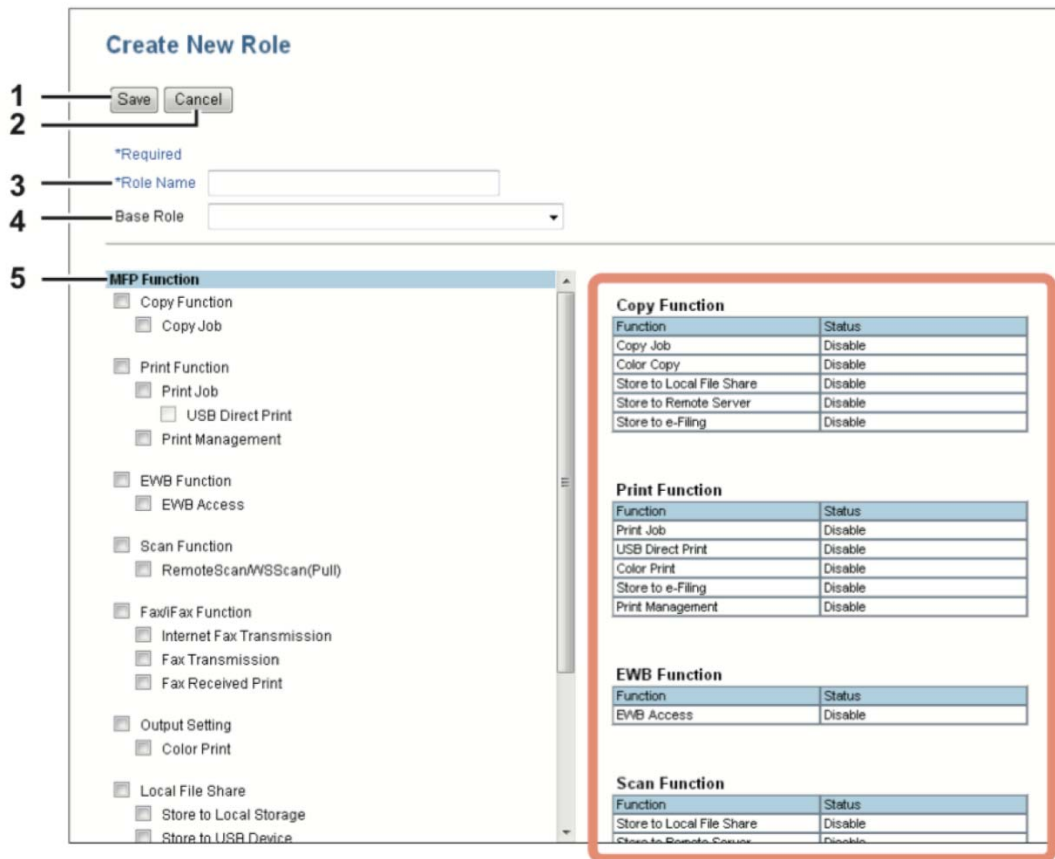 Create New Role
1
Save Cancel
2
*Required
3 *Role Name
4 Base Role
5 MFP Function
Copy Function
Copy Job
Print Function
Print Job
USB Direct Print
Print Management
EWB Function
EWB Access
Scan Function
RemoteScan/WSScan(Pull)
Fax/iFax Function
Internet Fax Transmission
Fax Transmission
Fax Received Print
Output Setting
Color Print
Local File Share
Store to Local Storage
Store to USB Device
Copy Function
Function Status
Copy Job Disable
Color Copy Disable
Store to Local File Share Disable
Store to Remote Server Disable
Store to e-Filing Disable
Print Function
Function Status
Print Job Disable
USB Direct Print Disable
Color Print Disable
Store to e-Filing Disable
Print Management Disable
EWB Function
Function Status
EWB Access Disable
Scan Function
Function Status
Store to Local File Share Disable
Store to Remote Server Disable